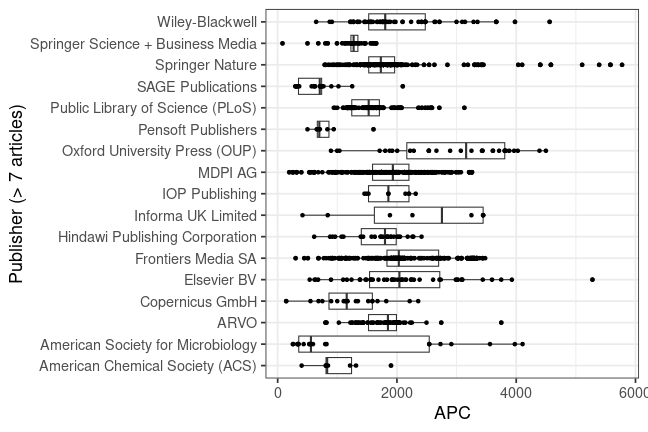 Publisher (> 7 articles)
Wiley-Blackwell
Springer Science + Business Media
Springer Nature
SAGE Publications
Public Library of Science (PLoS)
Pensoft Publishers
Oxford University Press (OUP)
MDPI AG
IOP Publishing
Informa UK Limited
Hindawi Publishing Corporation
Frontiers Media SA
Elsevier BV
Copernicus GmbH
ARVO
American Society for Microbiology
American Chemical Society (ACS)
0 2000 4000 6000
APC